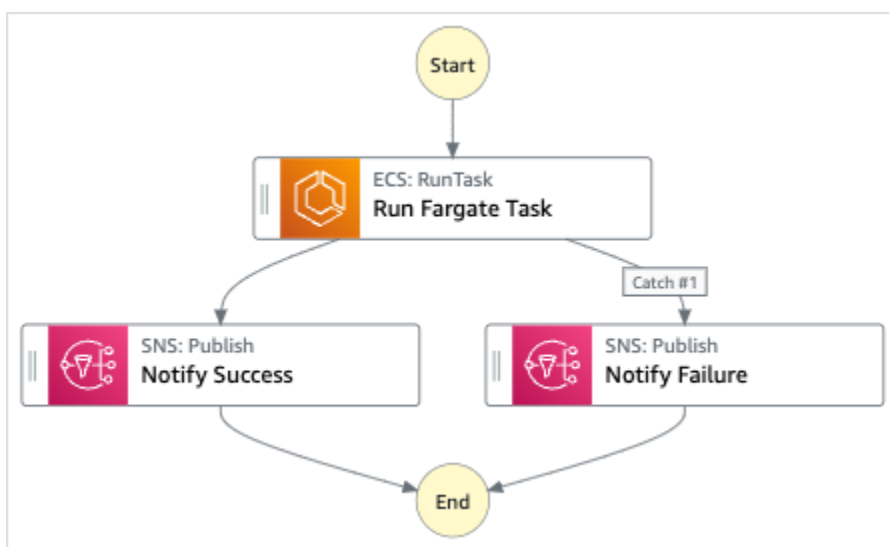 Start
ECS: RunTask
Run Fargate Task
Catch #1
SNS: Publish
Notify Success
SNS: Publish
Notify Failure
End